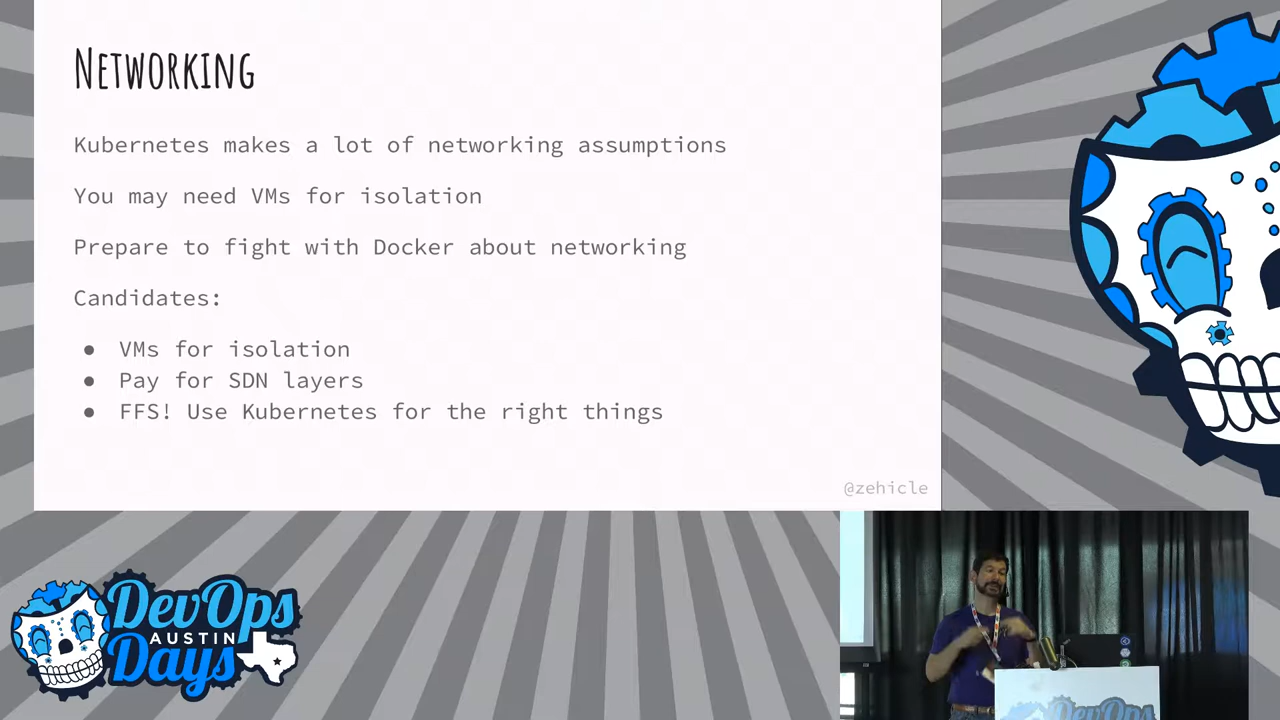 NETWORKING
Kubernetes makes a lot of networking assumptions
You may need VMs for isolation
Prepare to fight with Docker about networking
Candidates:
● VMs for isolation
● Pay for SDN layers
● FFS! Use Kubernetes for the right things
@zehicle
DevOps
AUSTIN
Days
DevOps